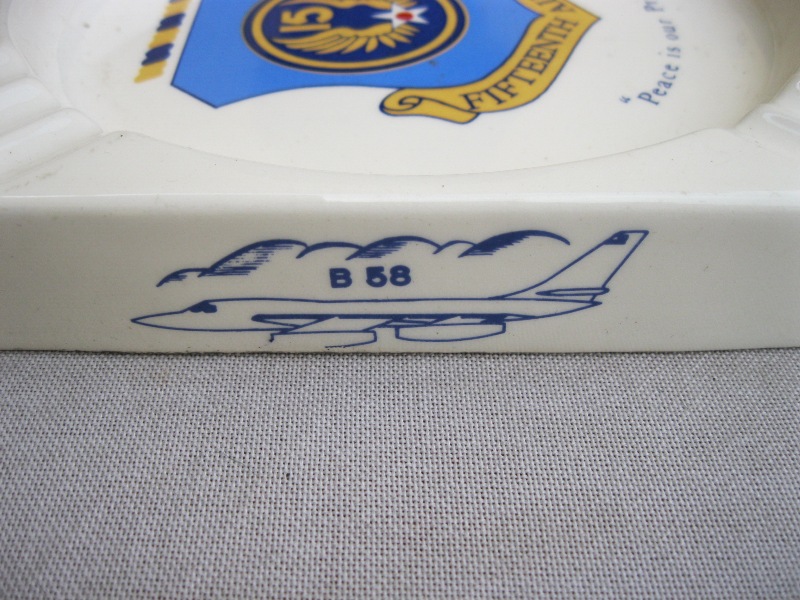 15
FIFTEENTH
"Peace is our
B 58